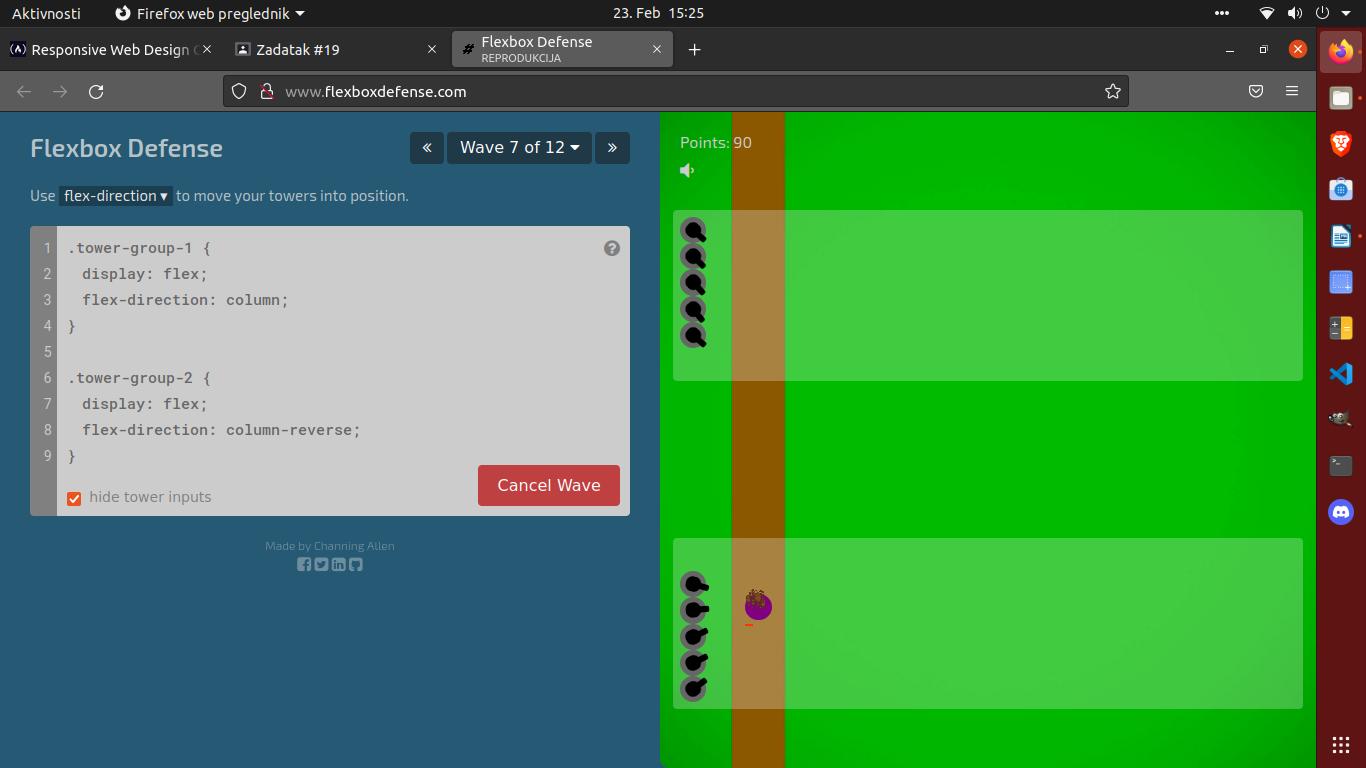 Aktivnosti
Firefox web preglednik
23. Feb 15:25
Responsive Web Design
Zadatak #19
Flexbox Defense
REPRODUKCIJA
www.flexboxdefense.com
Flexbox Defense
«
Wave 7 of 12
»
Use flex-direction ▾ to move your towers into position.
1 .tower-group-1 {
2 display: flex;
3 flex-direction: column;
4 }
5
6 .tower-group-2 {
7 display: flex;
8 flex-direction: column-reverse;
9 }
hide tower inputs
Cancel Wave
Made by Channing Allen
Points: 90